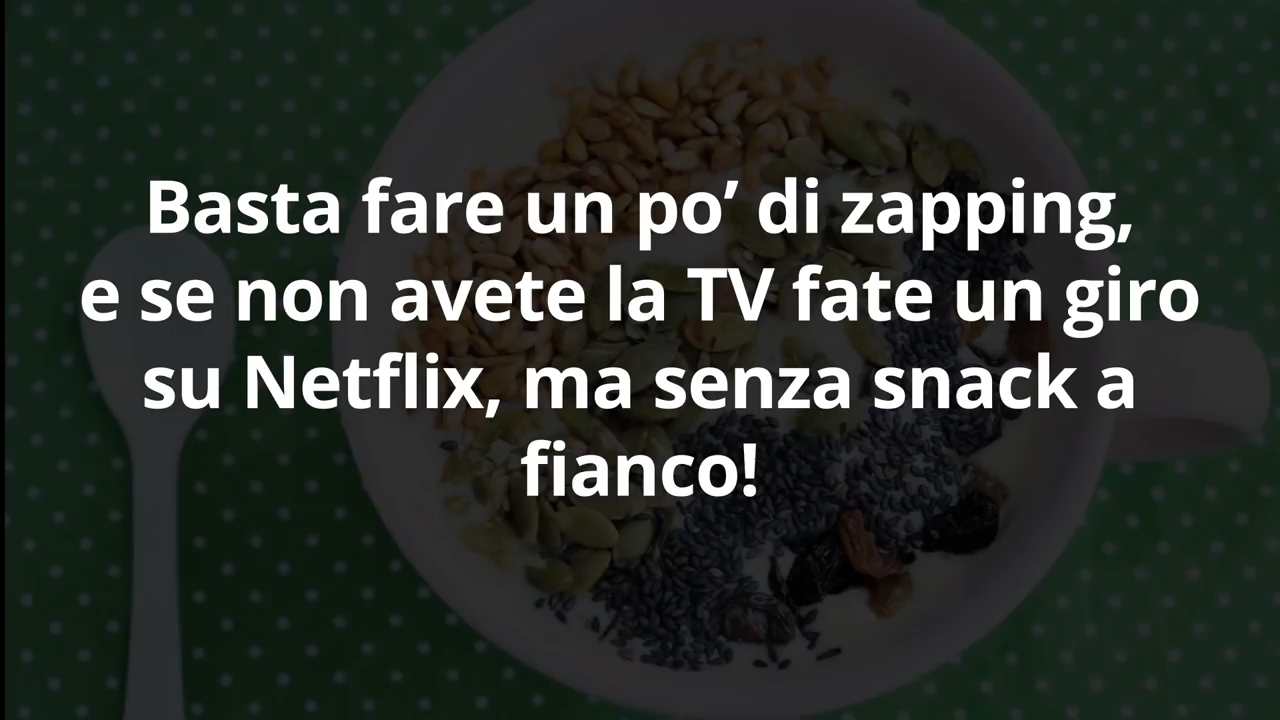 Basta fare un po’ di zapping,
e se non avete la TV fate un giro
su Netflix, ma senza snack a
fianco!